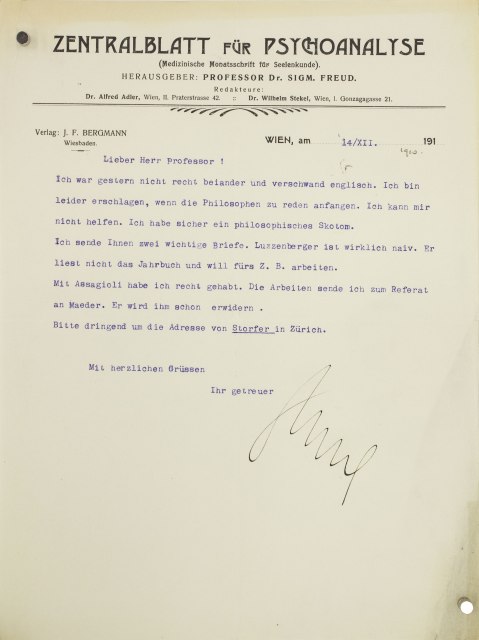 ZENTRALBLATT FÜR PSYCHOANALYSE
(Medizinische Monatsschrift für Seelenkunde).
HERAUSGEBER: PROFESSOR Dr. SIGM. FREUD.
Redakteure:
Dr. Alfred Adler, Wien, II. Praterstrasse 42. :: Dr. Wilhelm Stekel, Wien, I. Gonzagagasse 21.
Verlag: J. F. BERGMANN
Wiesbaden.
WIEN, am 14/XII. 191
1910
Lieber Herr Professor !
Ich war gestern nicht recht beiander und verschwand englisch. Ich bin
leider erschlagen, wenn die Philosophen zu reden anfangen. Ich kann mir
nicht helfen. Ich habe sicher ein philosophisches Skotom.
Ich sende Ihnen zwei wichtige Briefe. Luxzenberger ist wirklich naiv. Er
liest nicht das Jahrbuch und will fürs Z. B. arbeiten.
Mit Assagioli habe ich recht gehabt. Die Arbeiten sende ich zum Referat
an Maeder. Er wird ihm schon erwidern .
Bitte dringend um die Adresse von Storfer in Zürich.
Mit herzlichen Grüssen
Ihr getreuer